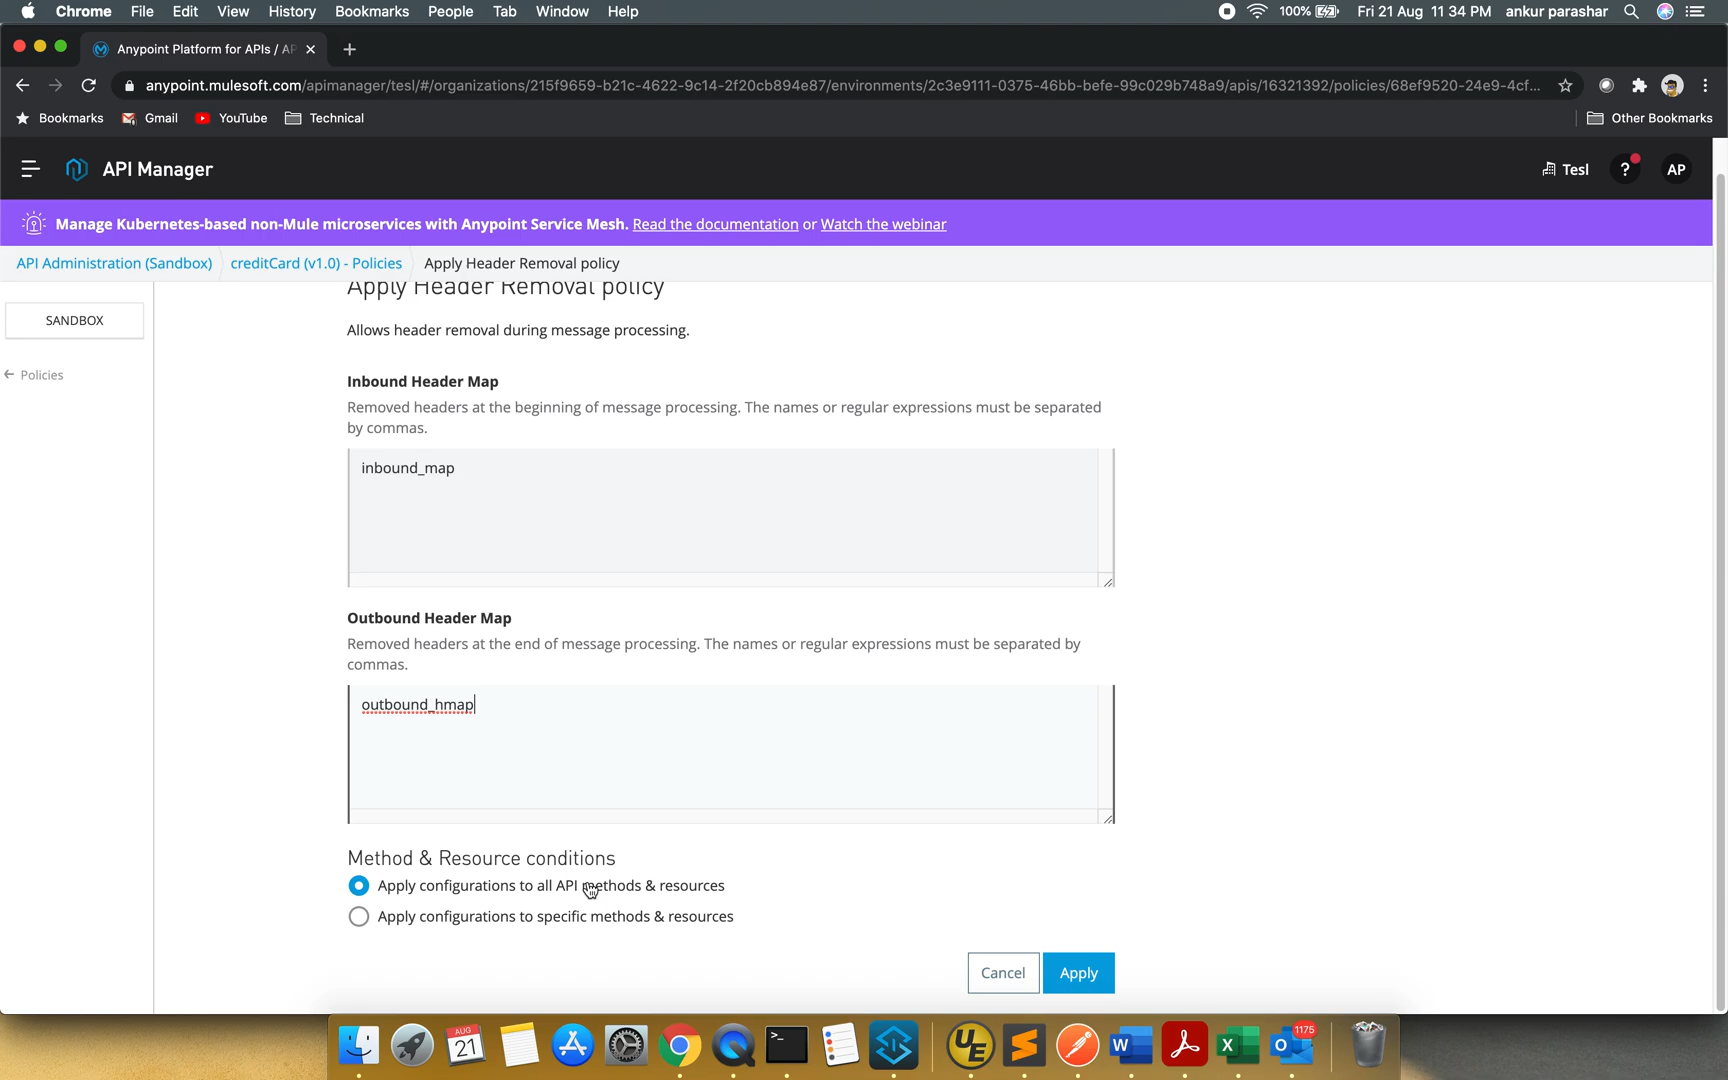 Chrome File Edit View History Bookmarks People Tab Window Help 100% Fri 21 Aug 11 34 PM ankur parashar
Anypoint Platform for APIs / AP
anypoint.mulesoft.com/apimanager/tesl/#/organizations/215f9659-b21c-4622-9c14-2f20cb894e87/environments/2c3e9111-0375-46bb-befe-99c029b748a9/apis/16321392/policies/68ef9520-24e9-4cf...
Bookmarks Gmail YouTube Technical Other Bookmarks
API Manager Tesl ? AP
Manage Kubernetes-based non-Mule microservices with Anypoint Service Mesh. Read the documentation or Watch the webinar
API Administration (Sandbox) creditCard (v1.0) - Policies Apply Header Removal policy
Apply Header Removal policy
SANDBOX
Allows header removal during message processing.
Policies
Inbound Header Map
Removed headers at the beginning of message processing. The names or regular expressions must be separated
by commas.
inbound_map
Outbound Header Map
Removed headers at the end of message processing. The names or regular expressions must be separated by
commas.
outbound_hmap
Method & Resource conditions
Apply configurations to all API methods & resources
Apply configurations to specific methods & resources
Cancel Apply
AUG
21
>_
UE
W
X
O
1175